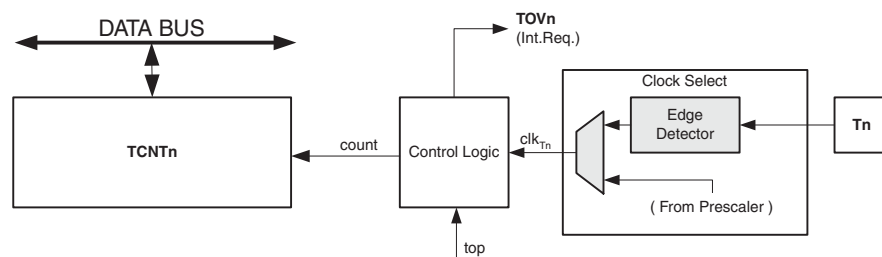 DATA BUS
TOVn
(Int.Req.)
Clock Select
TCNTn
count
Control Logic
clkTn
Edge
Detector
Tn
( From Prescaler )
top